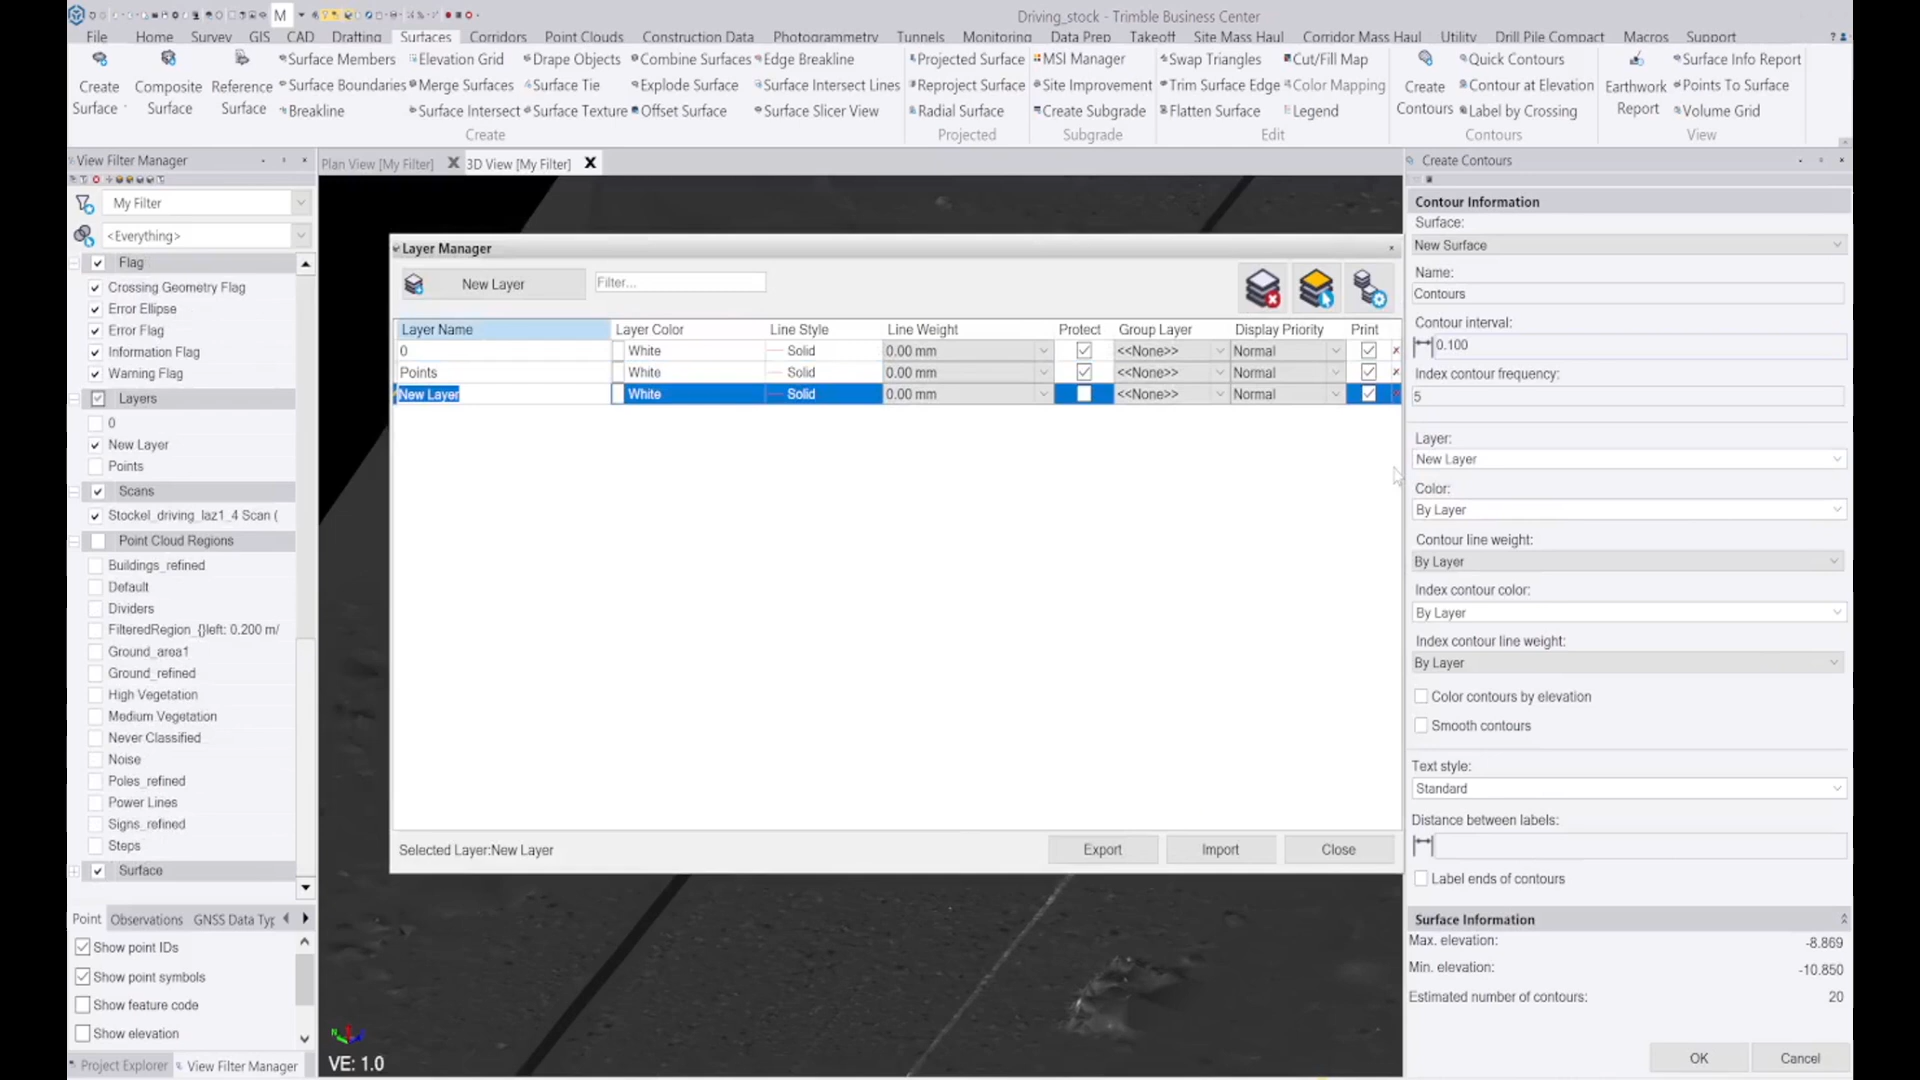 M
Driving_stock - Trimble Business Center
File Home Survey GIS CAD Drafting Surfaces Corridors Point Clouds Construction Data Photogrammetry Tunnels Monitoring Data Prep Takeoff Site Mass Haul Corridor Mass Haul Utility Drill Pile Compact Macros Support
Create Surface
Composite Surface
Reference Surface
Surface Members
Surface Boundaries
Breakline
Elevation Grid
Merge Surfaces
Surface Intersect
Drape Objects
Surface Tie
Surface Texture
Combine Surfaces
Explode Surface
Offset Surface
Edge Breakline
Surface Intersect Lines
Surface Slicer View
Create
Projected Surface
Reproject Surface
Radial Surface
Projected
MSI Manager
Site Improvement
Create Subgrade
Subgrade
Swap Triangles
Trim Surface Edge
Flatten Surface
Cut/Fill Map
Color Mapping
Legend
Edit
Create Contours
Quick Contours
Contour at Elevation
Label by Crossing
Contours
Earthwork Report
Surface Info Report
Points To Surface
Volume Grid
View
View Filter Manager
My Filter
<Everything>
Flag
Crossing Geometry Flag
Error Ellipse
Error Flag
Information Flag
Warning Flag
Layers
0
New Layer
Points
Scans
Stockel_driving_laz1_4 Scan (
Point Cloud Regions
Buildings_refined
Default
Dividers
FilteredRegion_{}left: 0.200 m/
Ground_area1
Ground_refined
High Vegetation
Medium Vegetation
Never Classified
Noise
Poles_refined
Power Lines
Signs_refined
Steps
Surface
Point Observations GNSS Data Typ
Show point IDs
Show point symbols
Show feature code
Show elevation
Project Explorer View Filter Manager
Plan View [My Filter] 3D View [My Filter]
Layer Manager
New Layer Filter...
Layer Name Layer Color Line Style Line Weight Protect Group Layer Display Priority Print
0 White Solid 0.00 mm <<None>> Normal
Points White Solid 0.00 mm <<None>> Normal
New Layer White Solid 0.00 mm <<None>> Normal
Selected Layer:New Layer Export Import Close
N
VE: 1.0
Create Contours
Contour Information
Surface:
New Surface
Name:
Contours
Contour interval:
0.100
Index contour frequency:
5
Layer:
New Layer
Color:
By Layer
Contour line weight:
By Layer
Index contour color:
By Layer
Index contour line weight:
By Layer
Color contours by elevation
Smooth contours
Text style:
Standard
Distance between labels:
Label ends of contours
Surface Information
Max. elevation: -8.869
Min. elevation: -10.850
Estimated number of contours: 20
OK Cancel